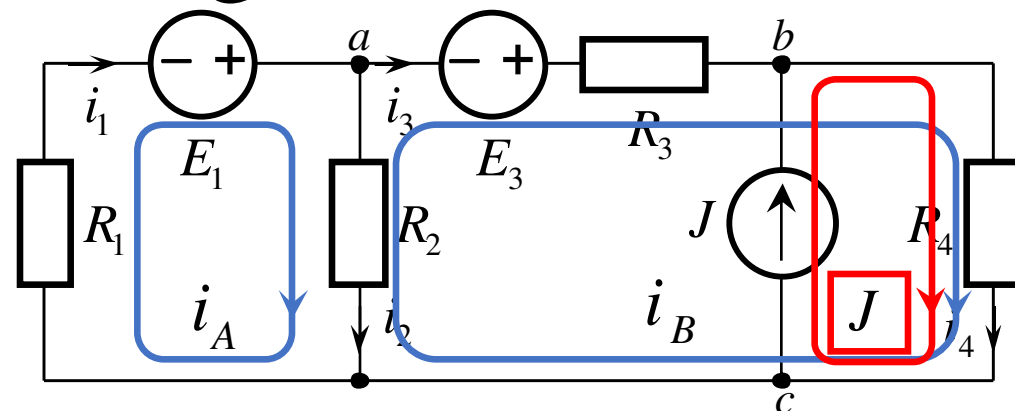 a
b
− +
− +
i1
i3
R3
E1
E3
R1
R2
J
R4
iA
i2
iB
J
i4
c